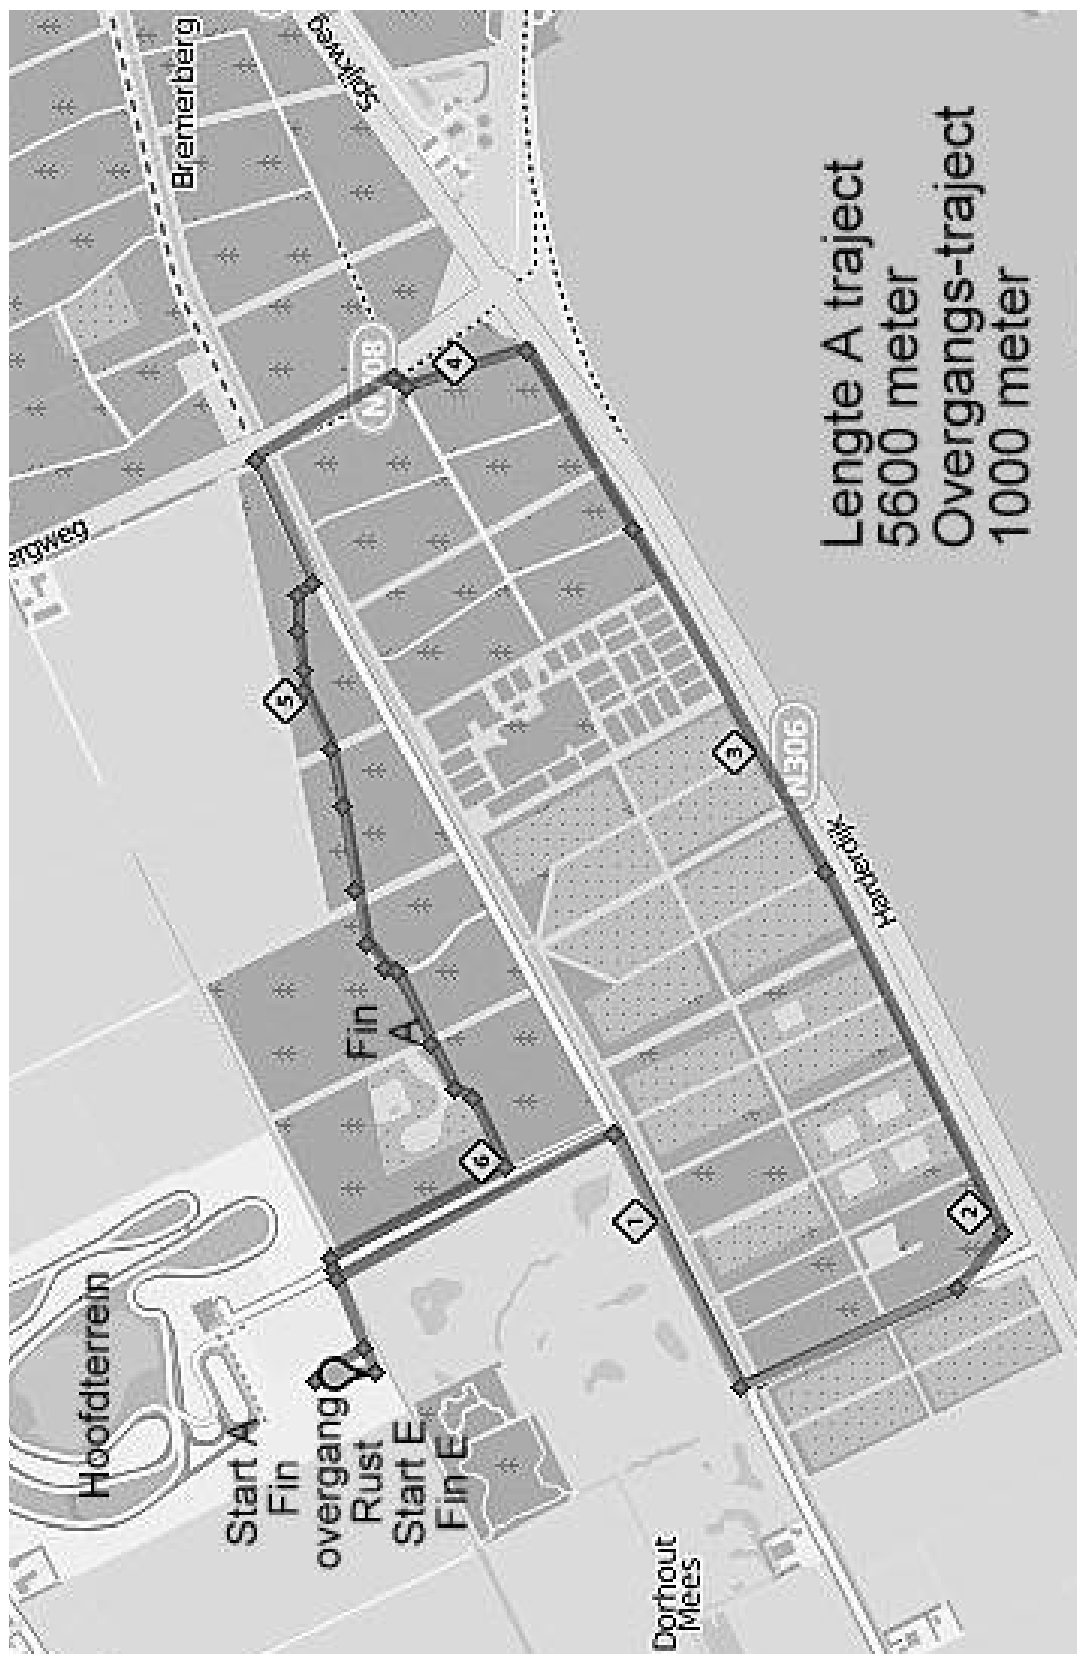 Bremerberg
Spijkweg
4
5
ergweg
Lengte A traject
5600 meter
Overgangs-traject
1000 meter
3
N306
Harderdijk
Fin
A
6
1
2
Hoofdterrein
Start A
Fin
overgang
Rust
Start E
Fin E
Dorhout
Mees